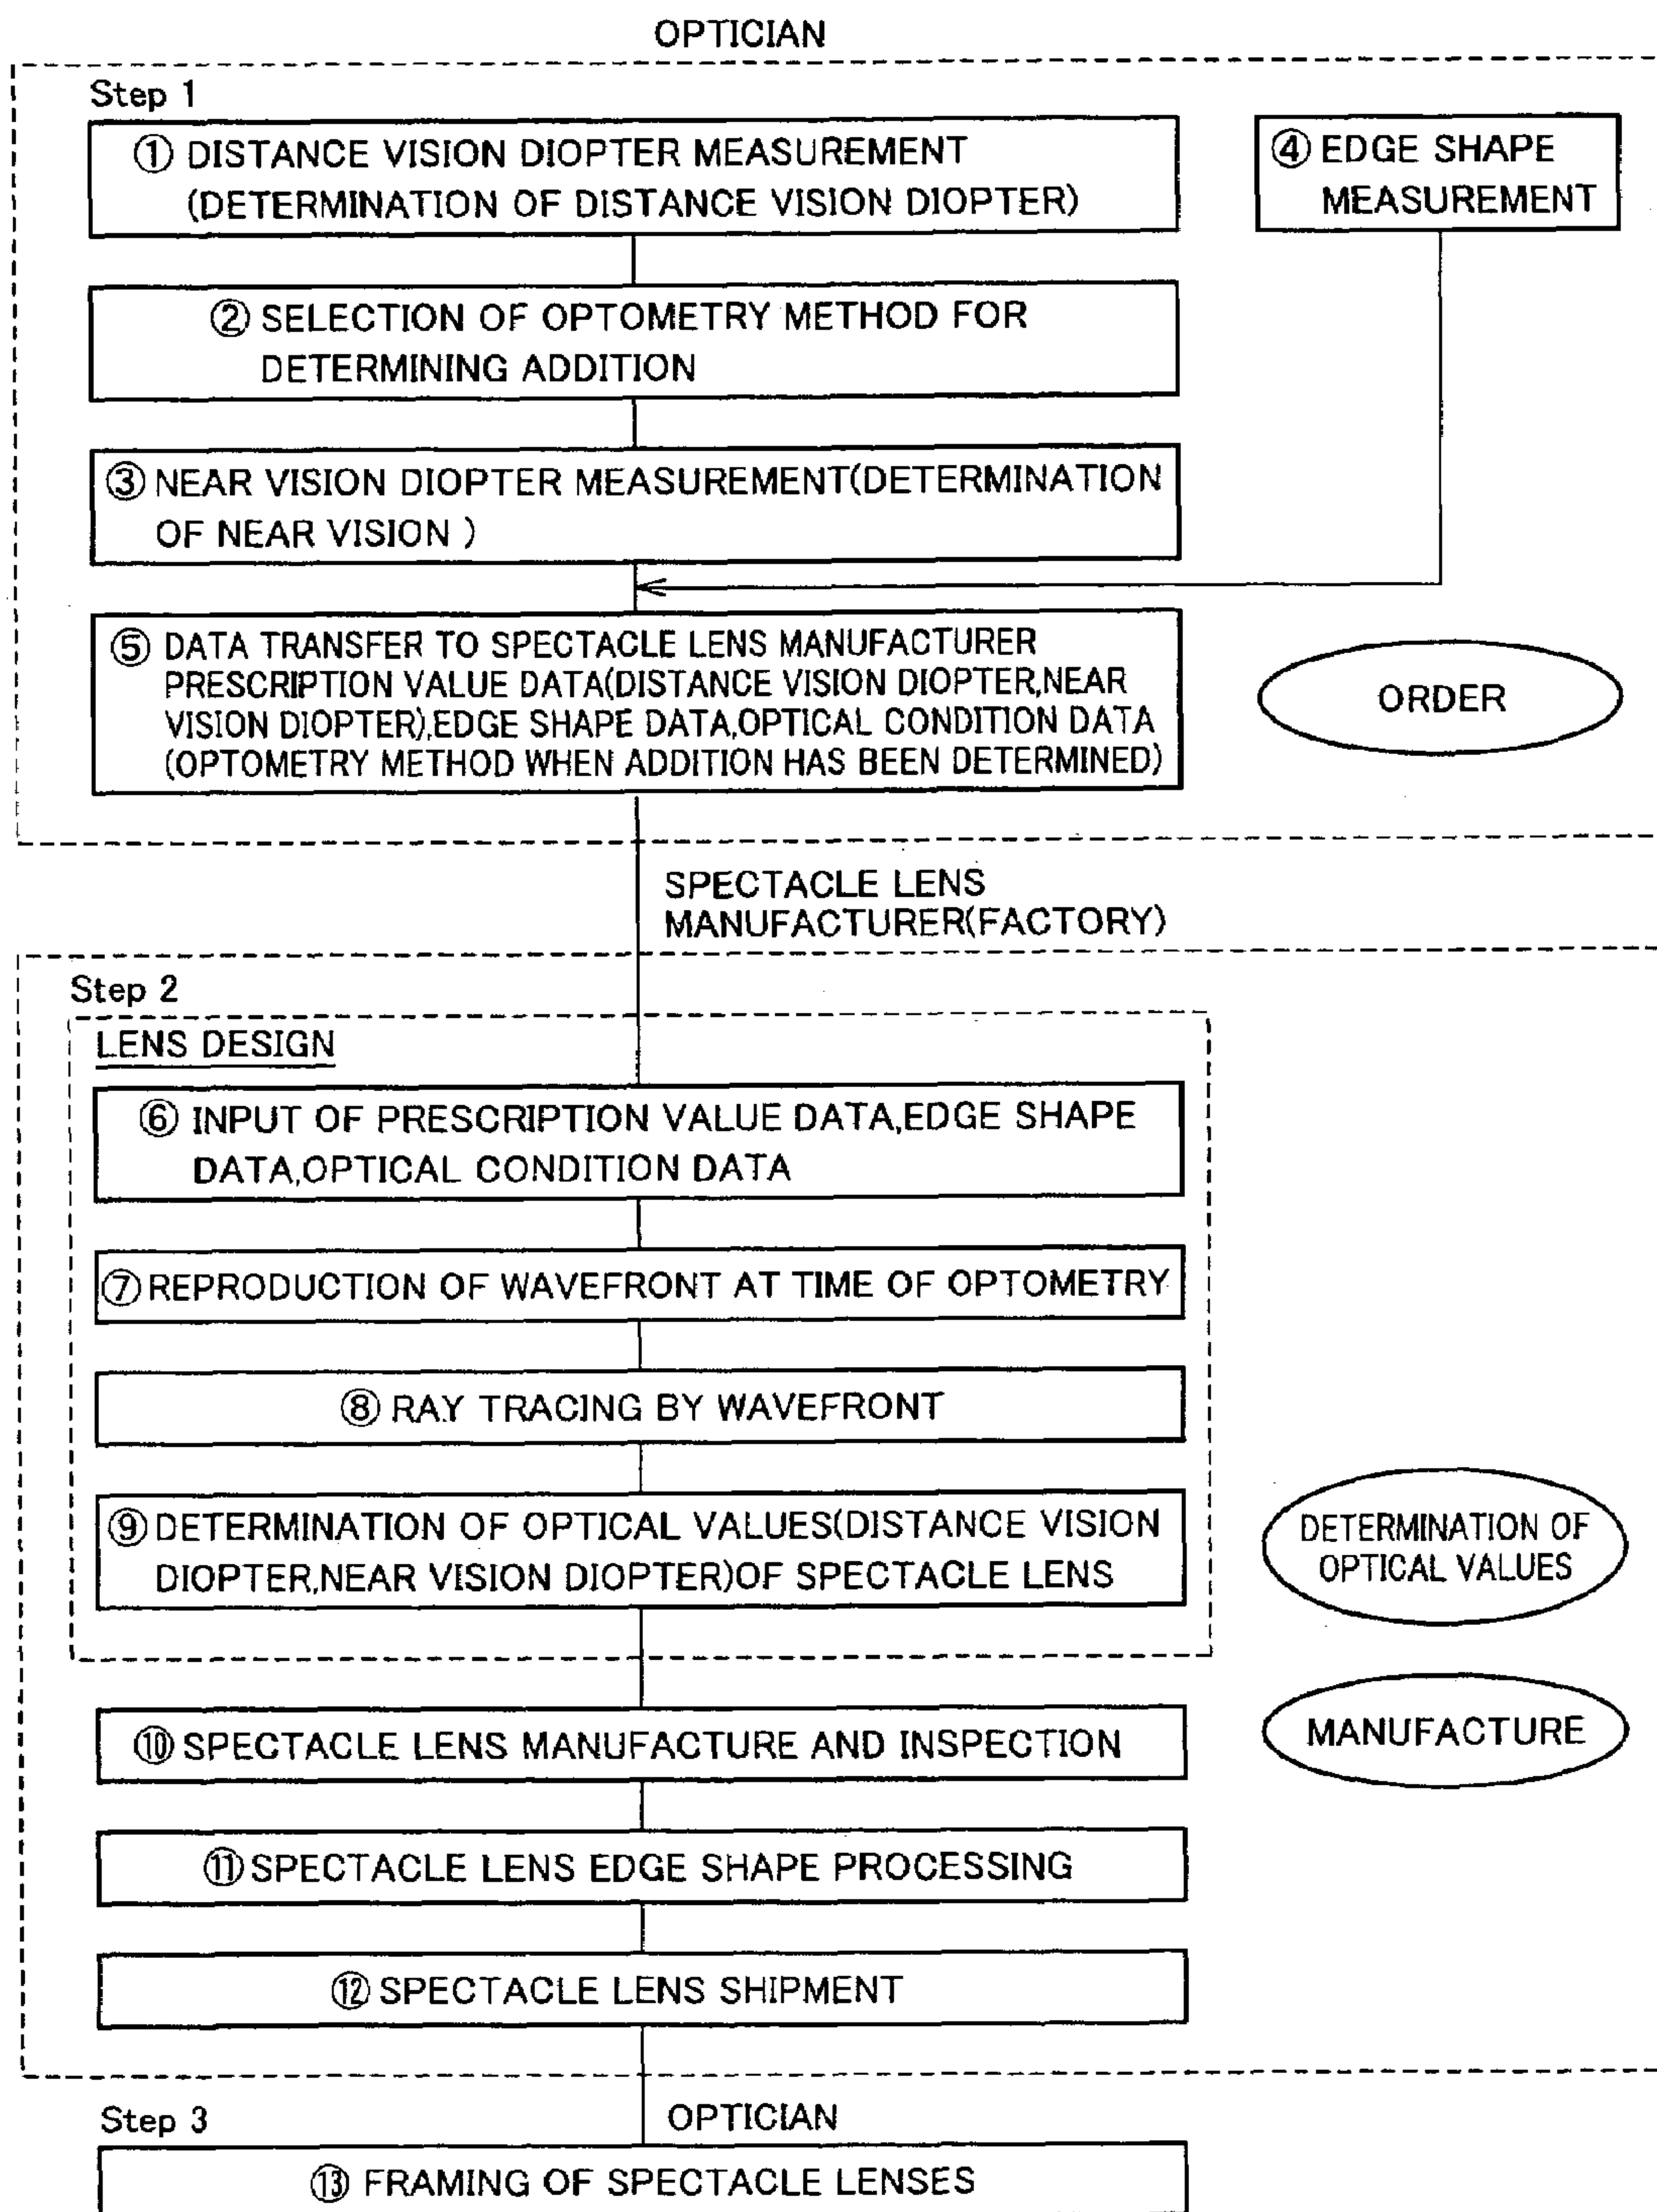 OPTICIAN
Step 1
① DISTANCE VISION DIOPTER MEASUREMENT
(DETERMINATION OF DISTANCE VISION DIOPTER)
④ EDGE SHAPE
MEASUREMENT
② SELECTION OF OPTOMETRY METHOD FOR
DETERMINING ADDITION
③ NEAR VISION DIOPTER MEASUREMENT(DETERMINATION
OF NEAR VISION )
⑤ DATA TRANSFER TO SPECTACLE LENS MANUFACTURER
PRESCRIPTION VALUE DATA(DISTANCE VISION DIOPTER,NEAR
VISION DIOPTER),EDGE SHAPE DATA,OPTICAL CONDITION DATA
(OPTOMETRY METHOD WHEN ADDITION HAS BEEN DETERMINED)
ORDER
SPECTACLE LENS
MANUFACTURER(FACTORY)
Step 2
LENS DESIGN
⑥ INPUT OF PRESCRIPTION VALUE DATA,EDGE SHAPE
DATA,OPTICAL CONDITION DATA
⑦ REPRODUCTION OF WAVEFRONT AT TIME OF OPTOMETRY
⑧ RAY TRACING BY WAVEFRONT
⑨ DETERMINATION OF OPTICAL VALUES(DISTANCE VISION
DIOPTER,NEAR VISION DIOPTER)OF SPECTACLE LENS
DETERMINATION OF
OPTICAL VALUES
⑩ SPECTACLE LENS MANUFACTURE AND INSPECTION
MANUFACTURE
⑪ SPECTACLE LENS EDGE SHAPE PROCESSING
⑫ SPECTACLE LENS SHIPMENT
Step 3
OPTICIAN
⑬ FRAMING OF SPECTACLE LENSES